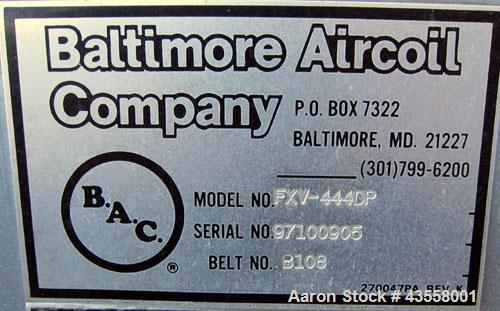 Baltimore Aircoil
Company
P.O. BOX 7322
BALTIMORE, MD. 21227
(301)799-6200
B.A.C.
®
MODEL NO. FXV-444DP
SERIAL NO. 97100905
BELT NO. B108
270047PA REV K
Aaron Stock # 43558001